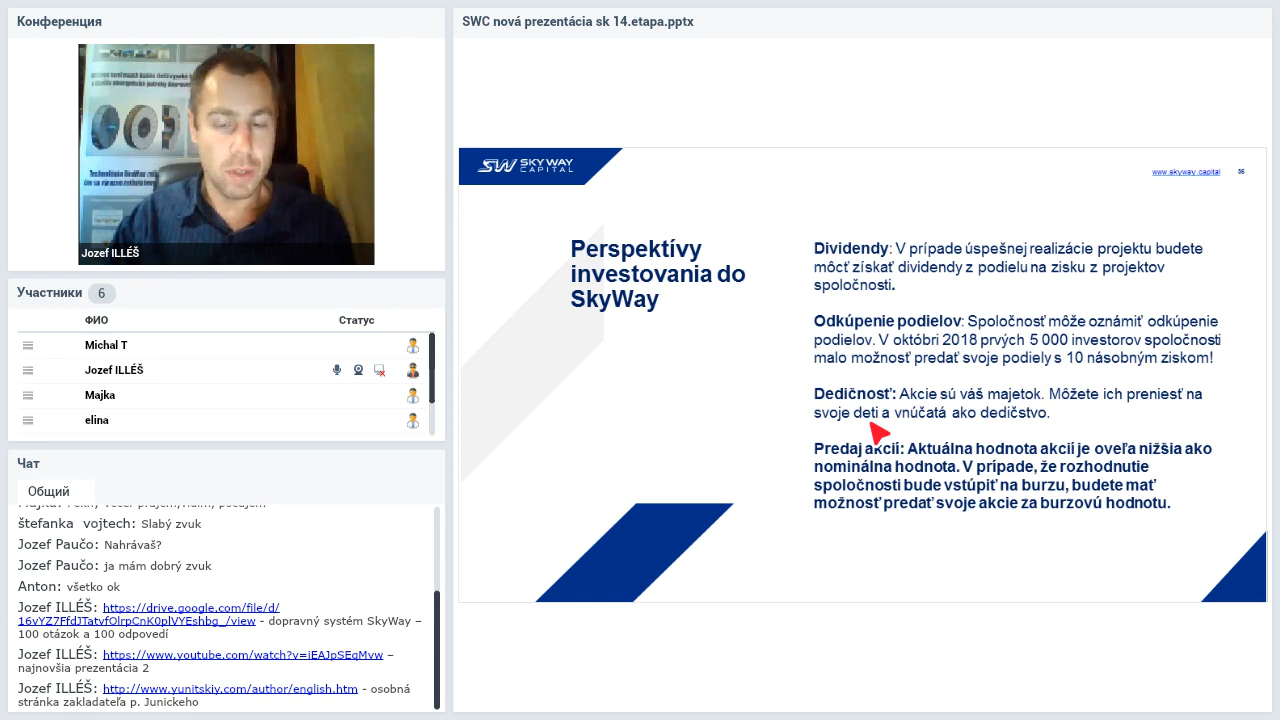 Конференция
Jozef ILLÉŠ
Участники 6
ФИО Статус
Michal T
Jozef ILLÉŠ
Majka
elina
Чат
Общий
štefanka vojtech: Slabý zvuk
Jozef Paučo: Nahrávaš?
Jozef Paučo: ja mám dobrý zvuk
Anton: všetko ok
Jozef ILLÉŠ: https://drive.google.com/file/d/
16vYZ7FfdJTatvfOlrpCnK0plVYEshbg_/view - dopravný systém SkyWay –
100 otázok a 100 odpovedí
Jozef ILLÉŠ: https://www.youtube.com/watch?v=iEAJpSEqMvw –
najnovšia prezentácia 2
Jozef ILLÉŠ: http://www.yunitskiy.com/author/english.htm - osobná
stránka zakladateľa p. Junickeho
SWC nová prezentácia sk 14.etapa.pptx
SW SKY WAY
CAPITAL
www.skyway.capital 56
Perspektívy
investovania do
SkyWay
Dividendy: V prípade úspešnej realizácie projektu budete
môcť získať dividendy z podielu na zisku z projektov
spoločnosti.
Odkúpenie podielov: Spoločnosť môže oznámiť odkúpenie
podielov. V októbri 2018 prvých 5 000 investorov spoločnosti
malo možnosť predať svoje podiely s 10 násobným ziskom!
Dedičnosť: Akcie sú váš majetok. Môžete ich preniesť na
svoje deti a vnúčatá ako dedičstvo.
Predaj akcií: Aktuálna hodnota akcií je oveľa nižšia ako
nominálna hodnota. V prípade, že rozhodnutie
spoločnosti bude vstúpiť na burzu, budete mať
možnosť predať svoje akcie za burzovú hodnotu.